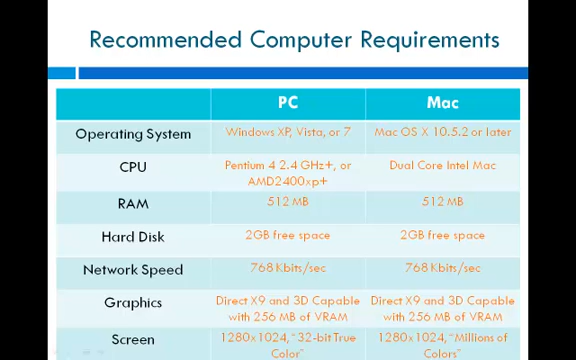 Recommended Computer Requirements
PC Mac
Operating System Windows XP, Vista, or 7 Mac OS X 10.5.2 or later
CPU Pentium 4 2.4 GHz+, or Dual Core Intel Mac
AMD2400xp+
RAM 512 MB 512 MB
Hard Disk 2GB free space 2GB free space
Network Speed 768 Kbits/sec 768 Kbits/sec
Graphics Direct X9 and 3D Capable Direct X9 and 3D Capable
with 256 MB of VRAM with 256 MB of VRAM
Screen 1280x1024, "32-bit True 1280x1024, "Millions of
Color" Colors"